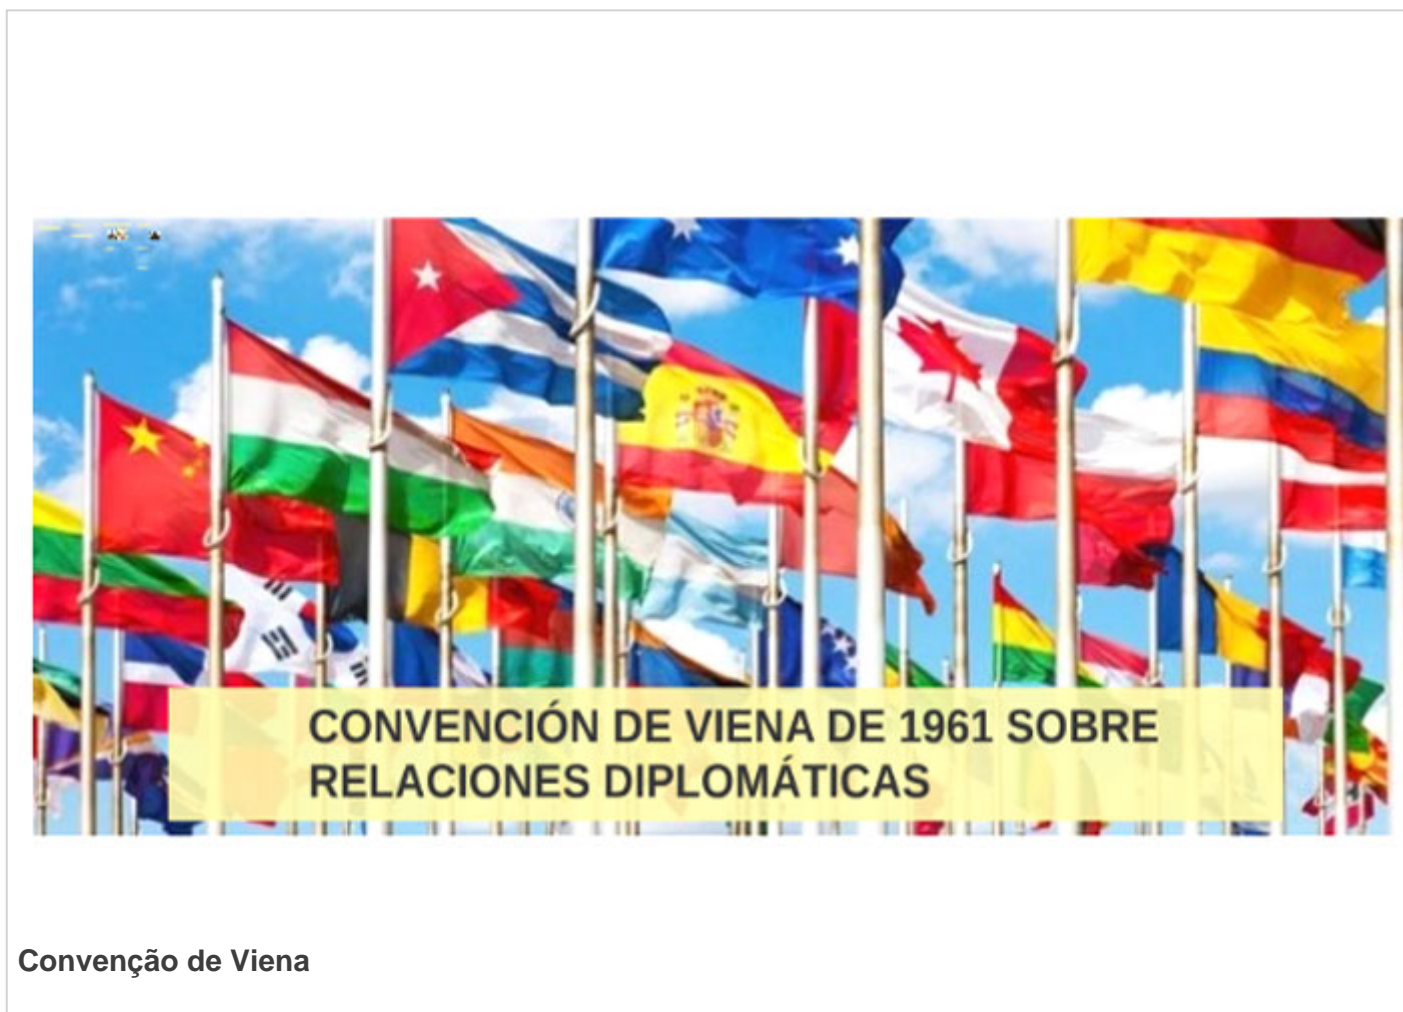 CONVENCIÓN DE VIENA DE 1961 SOBRE
RELACIONES DIPLOMÁTICAS
Convenção de Viena